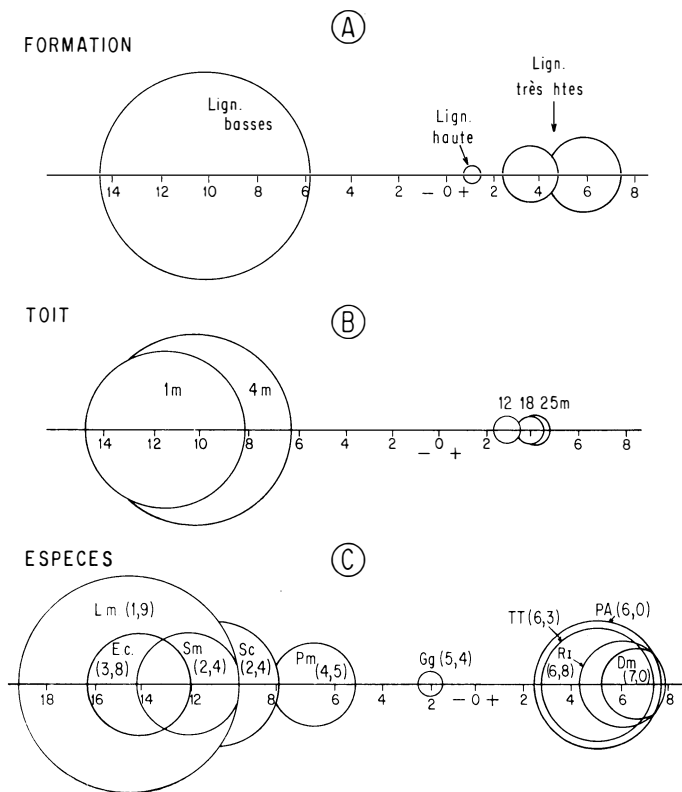 A
FORMATION
Lign.
basses
Lign.
haute
Lign.
très htes
14 12 10 8 6 4 2 − 0 + 2 4 6 8
TOIT
B
1m 4m 12 18 25m
14 12 10 8 6 4 2 − 0 + 2 4 6 8
ESPECES
C
Lm (1,9)
E.c. (3,8)
Sm (2,4)
Sc (2,4)
Pm (4,5)
Gg (5,4)
TT (6,3)
PA (6,0)
RI (6,8)
Dm (7,0)
18 16 14 12 10 8 6 4 2 − 0 + 2 4 6 8